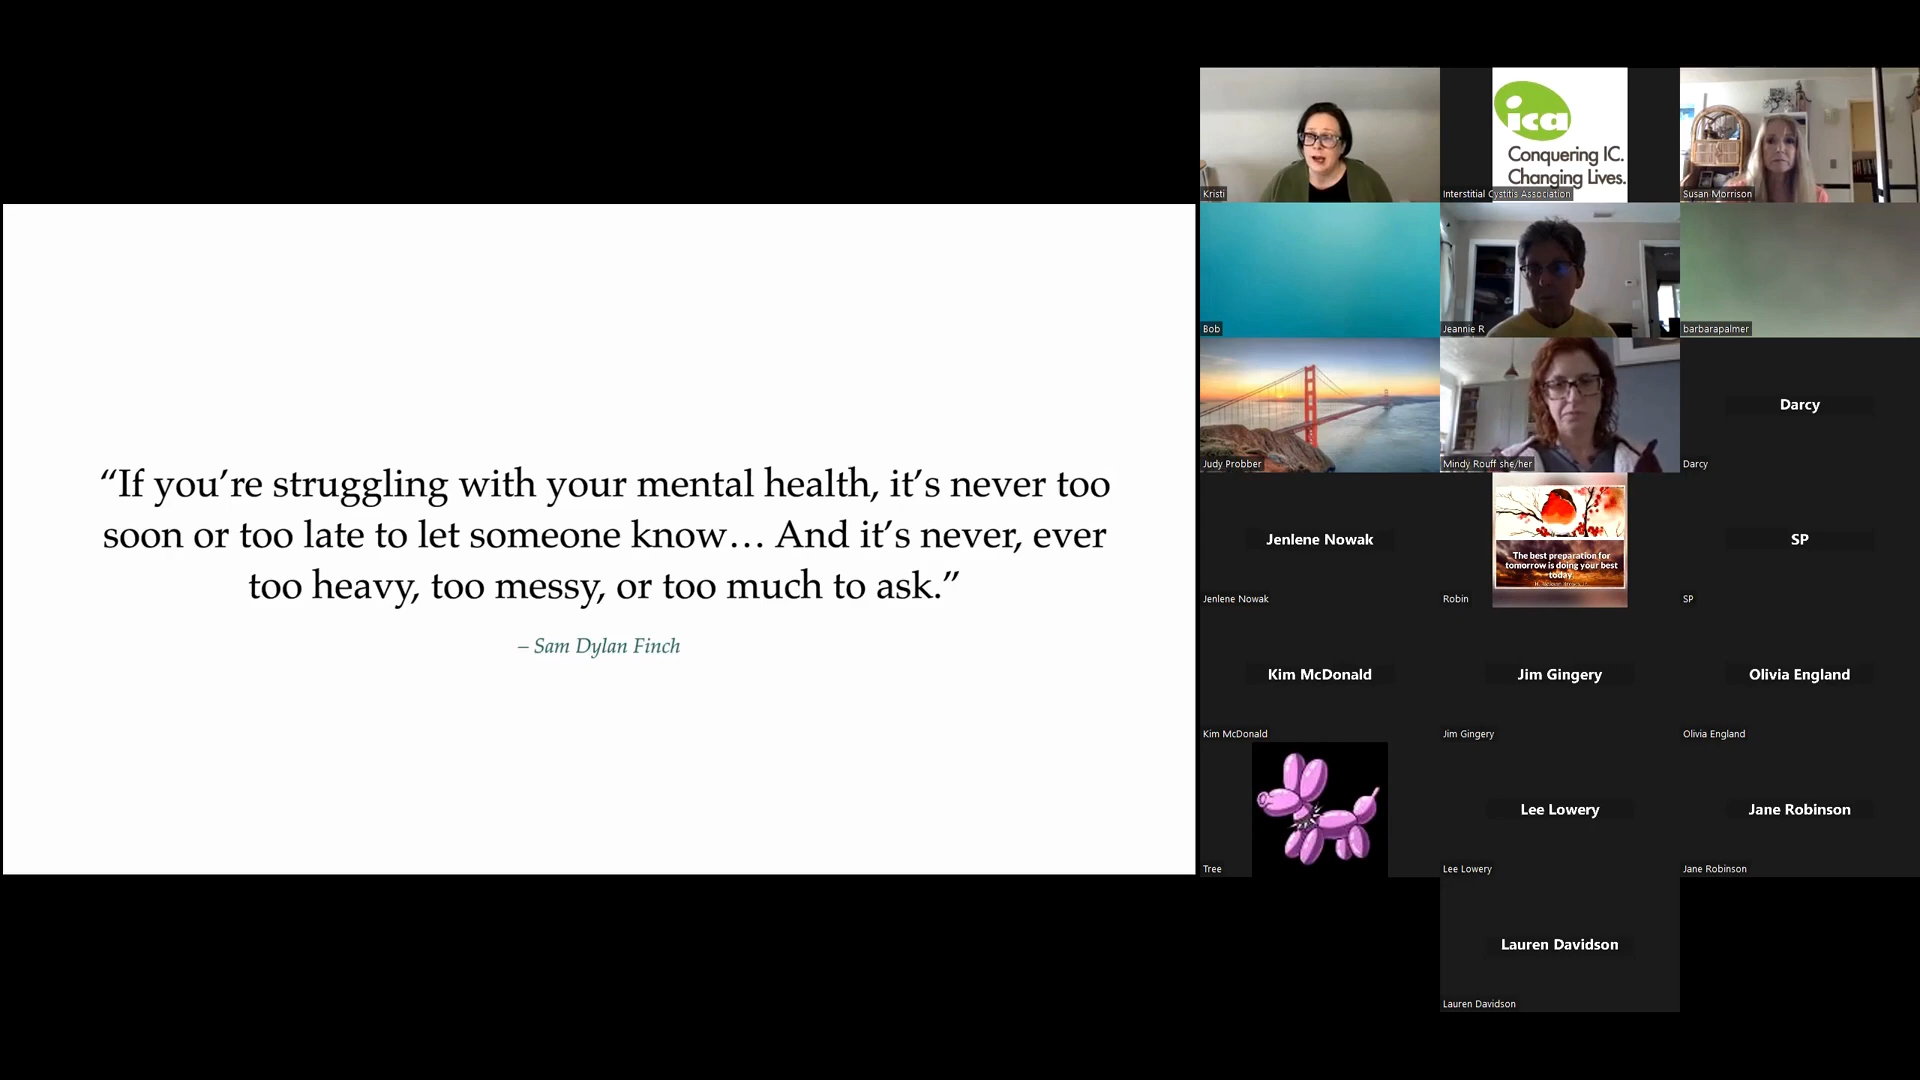 “If you’re struggling with your mental health, it’s never too
soon or too late to let someone know… And it’s never, ever
too heavy, too messy, or too much to ask.”
– Sam Dylan Finch
Kristi
ica
Conquering IC.
Changing Lives.
Interstitial Cystitis Association
Susan Morrison
Bob
Jeannie R
barbarapalmer
Judy Probber
Mindy Rouff she/her
Darcy
Darcy
Jenlene Nowak
Jenlene Nowak
The best preparation for
tomorrow is doing your best
today.
Robin
SP
SP
Kim McDonald
Kim McDonald
Jim Gingery
Jim Gingery
Olivia England
Olivia England
Tree
Lee Lowery
Lee Lowery
Jane Robinson
Jane Robinson
Lauren Davidson
Lauren Davidson